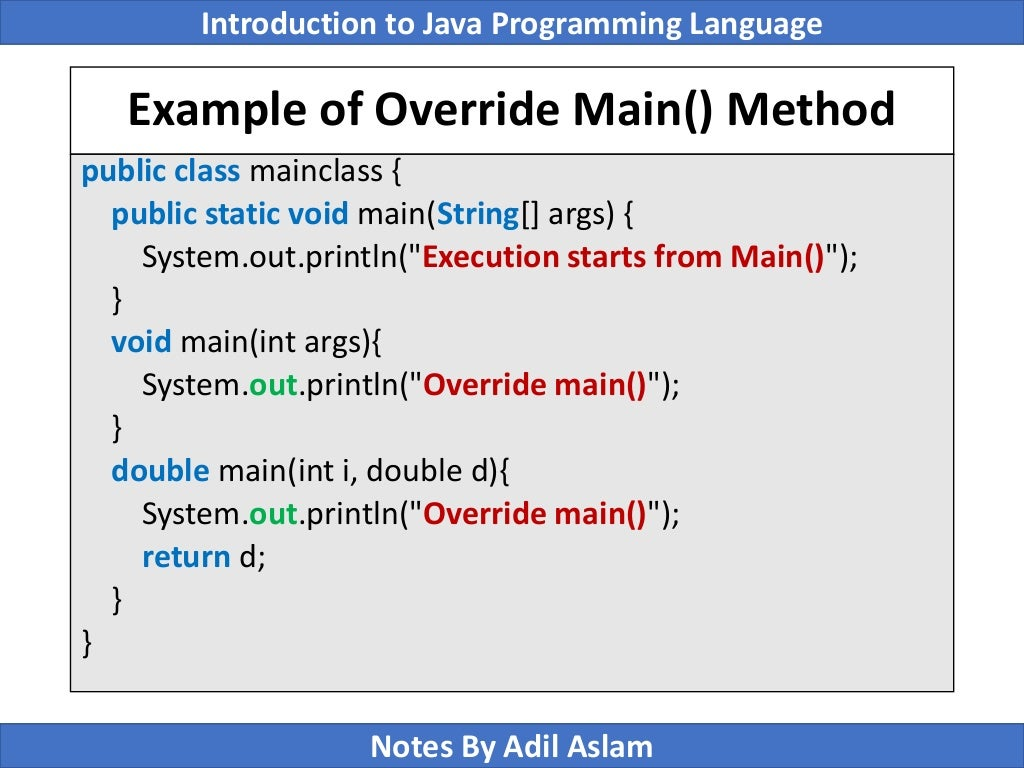 Introduction to Java Programming Language
Example of Override Main() Method
public class mainclass {
public static void main(String[] args) {
System.out.println("Execution starts from Main()");
}
void main(int args){
System.out.println("Override main()");
}
double main(int i, double d){
System.out.println("Override main()");
return d;
}
}
Notes By Adil Aslam